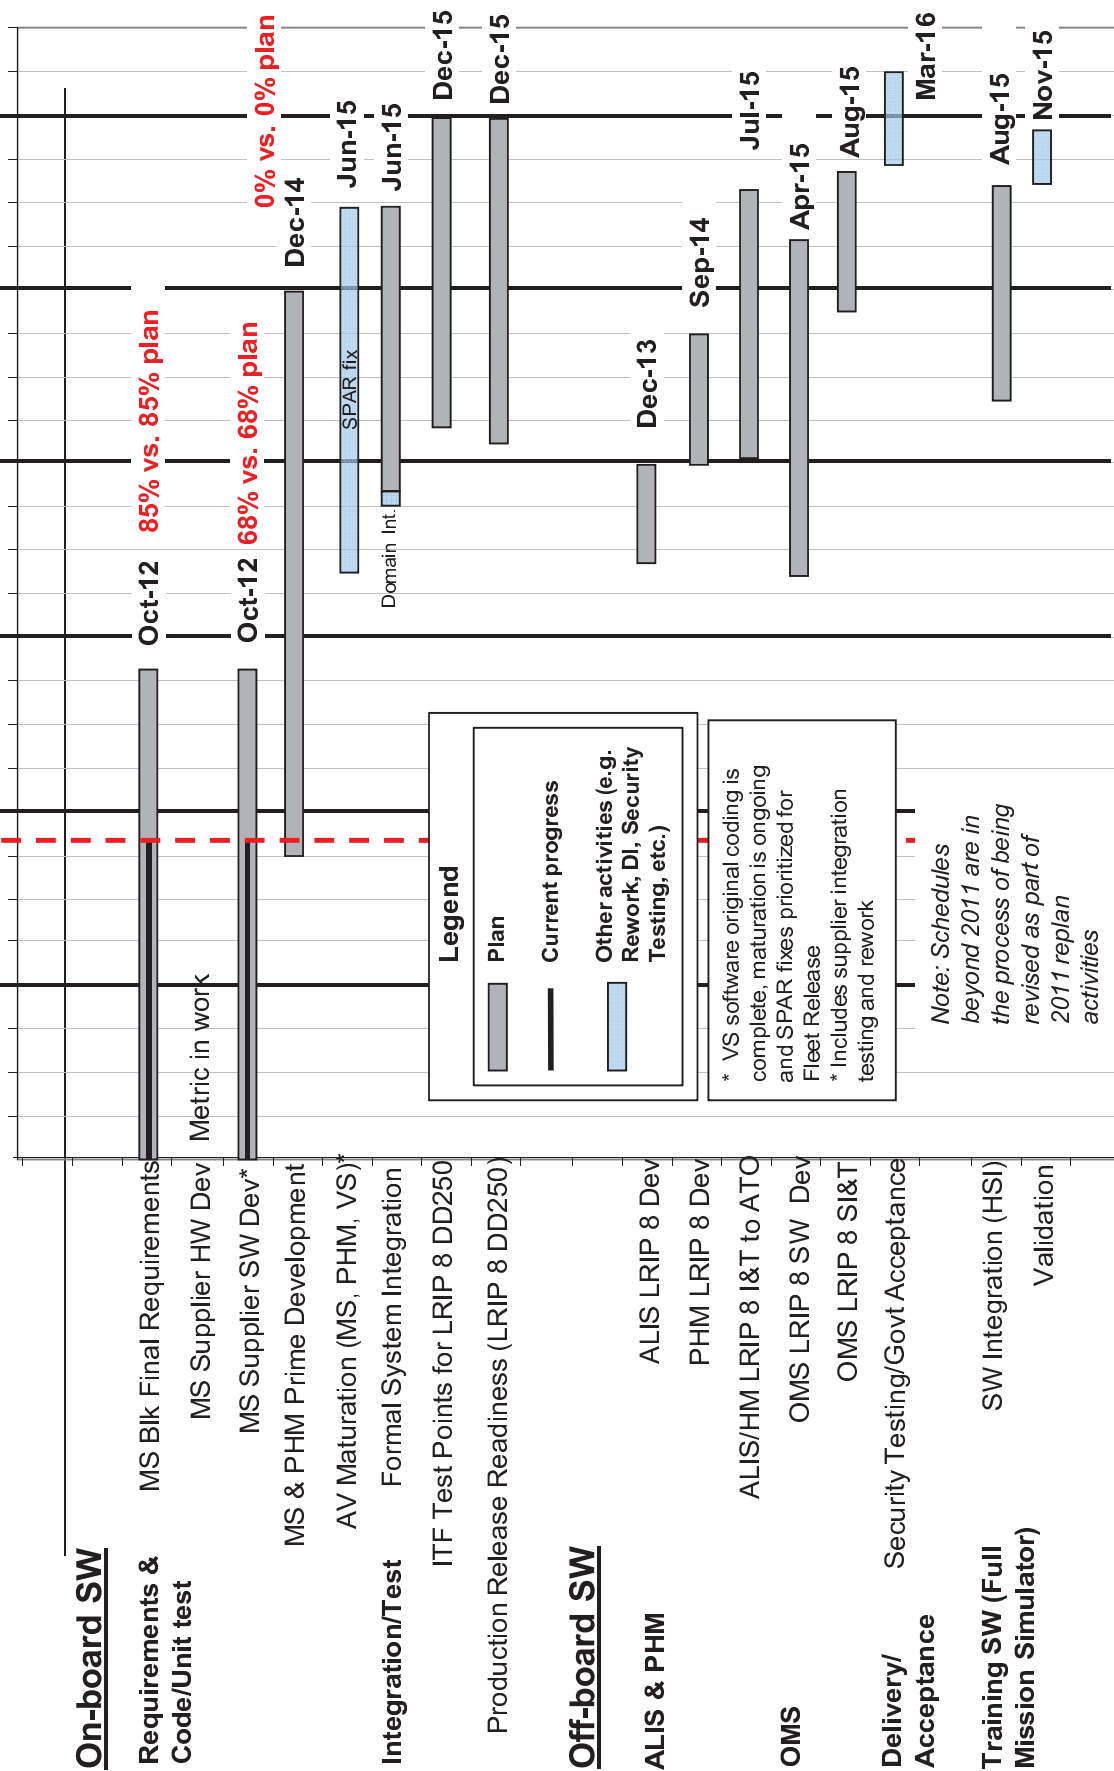 On-board SW
Requirements &
Code/Unit test
MS Blk Final Requirements
Oct-12
85% vs. 85% plan
MS Supplier HW Dev
Metric in work
MS Supplier SW Dev*
Oct-12
68% vs. 68% plan
MS & PHM Prime Development
Dec-14
0% vs. 0% plan
AV Maturation (MS, PHM, VS)*
SPAR fix
Jun-15
Integration/Test
Formal System Integration
Domain Int.
Jun-15
ITF Test Points for LRIP 8 DD250
Dec-15
Production Release Readiness (LRIP 8 DD250)
Dec-15
Off-board SW
ALIS & PHM
ALIS LRIP 8 Dev
Dec-13
PHM LRIP 8 Dev
Sep-14
ALIS/HM LRIP 8 I&T to ATO
Jul-15
OMS
OMS LRIP 8 SW Dev
Apr-15
OMS LRIP 8 SI&T
Aug-15
Delivery/
Acceptance
Security Testing/Govt Acceptance
Mar-16
Training SW (Full
Mission Simulator)
SW Integration (HSI)
Aug-15
Validation
Nov-15
Legend
Plan
Current progress
Other activities (e.g.
Rework, DI, Security
Testing, etc.)
* VS software original coding is
complete, maturation is ongoing
and SPAR fixes prioritized for
Fleet Release
* Includes supplier integration
testing and rework
Note: Schedules
beyond 2011 are in
the process of being
revised as part of
2011 replan
activities